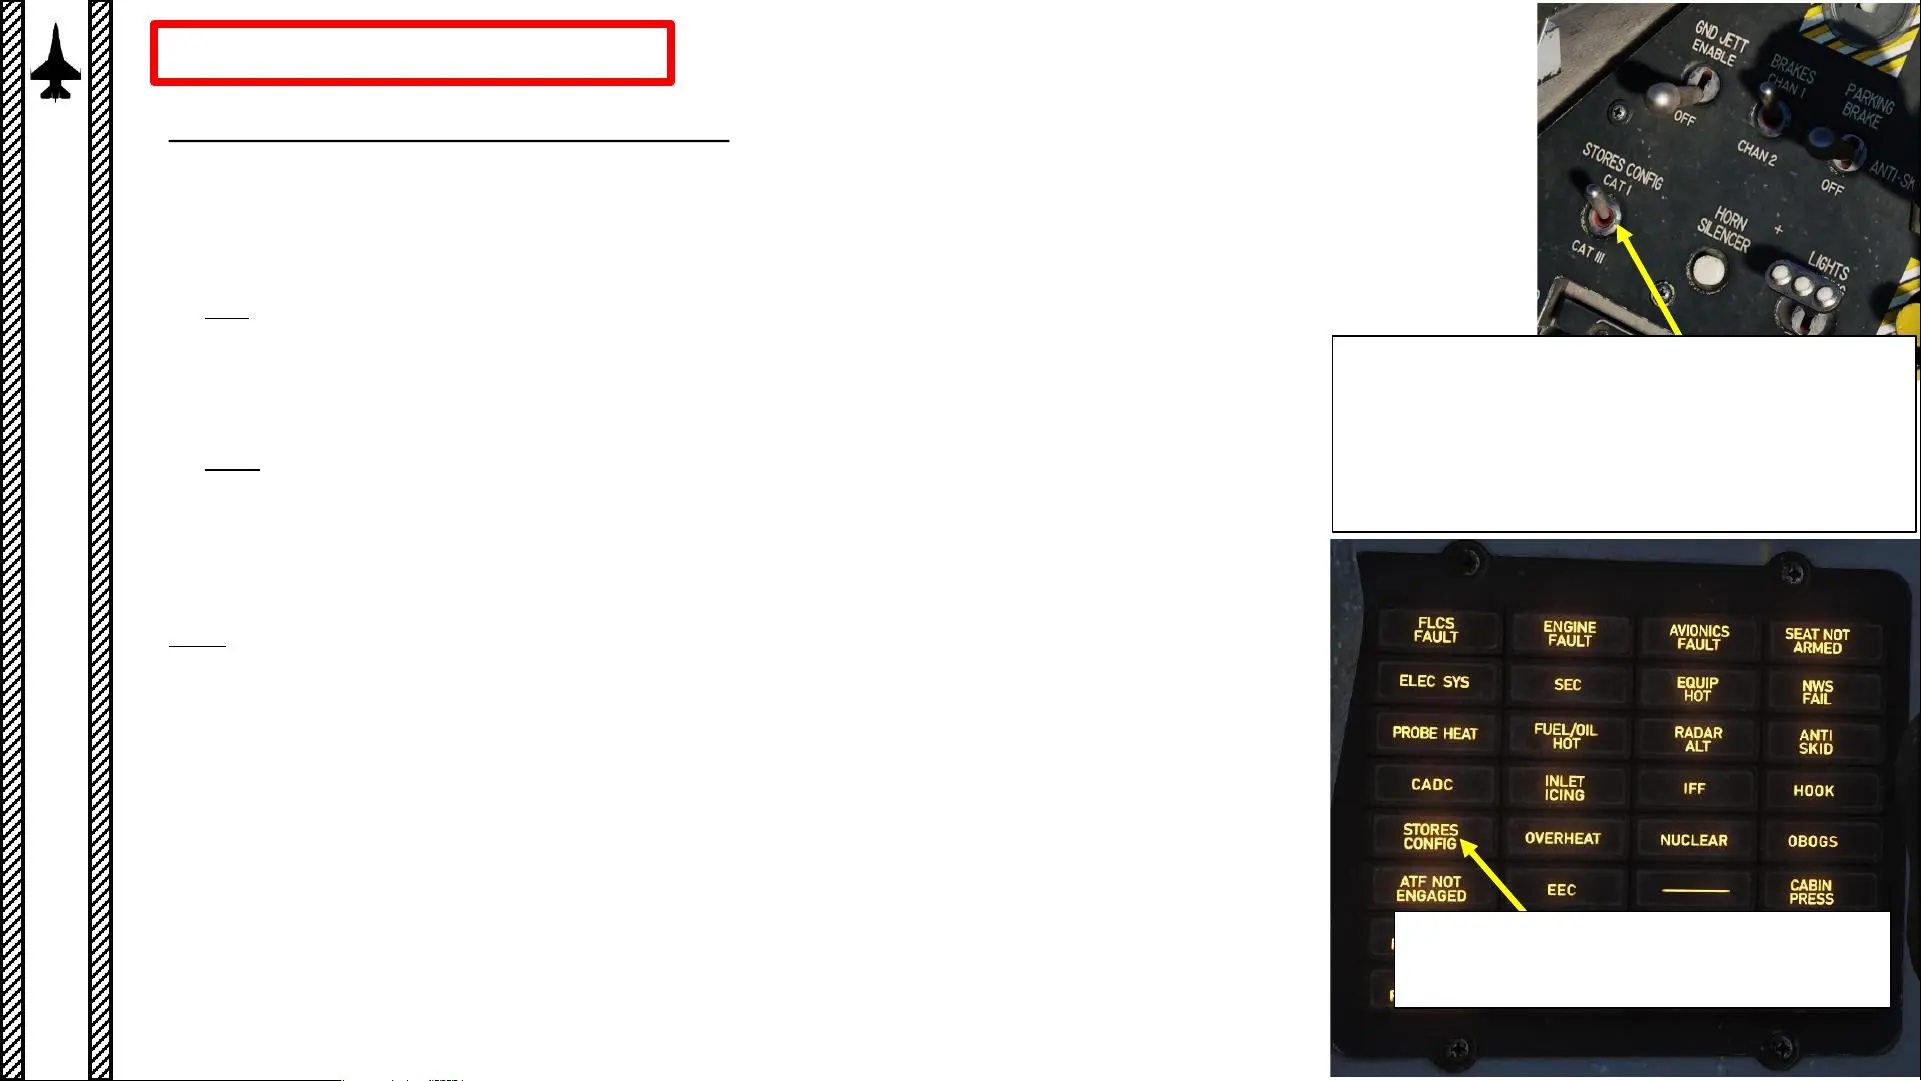 GND JETT
ENABLE
OFF
BRAKES
CHAN 1
CHAN 2
PARKING
BRAKE
ANTI-SK
OFF
STORES CONFIG
CAT I
CAT III
HORN
SILENCER
LIGHTS
FLCS
FAULT
ENGINE
FAULT
AVIONICS
FAULT
SEAT NOT
ARMED
ELEC SYS
SEC
EQUIP
HOT
NWS
FAIL
PROBE HEAT
FUEL/OIL
HOT
RADAR
ALT
ANTI
SKID
CADC
INLET
ICING
IFF
HOOK
STORES
CONFIG
OVERHEAT
NUCLEAR
OBOGS
ATF NOT
ENGAGED
EEC
CABIN
PRESS